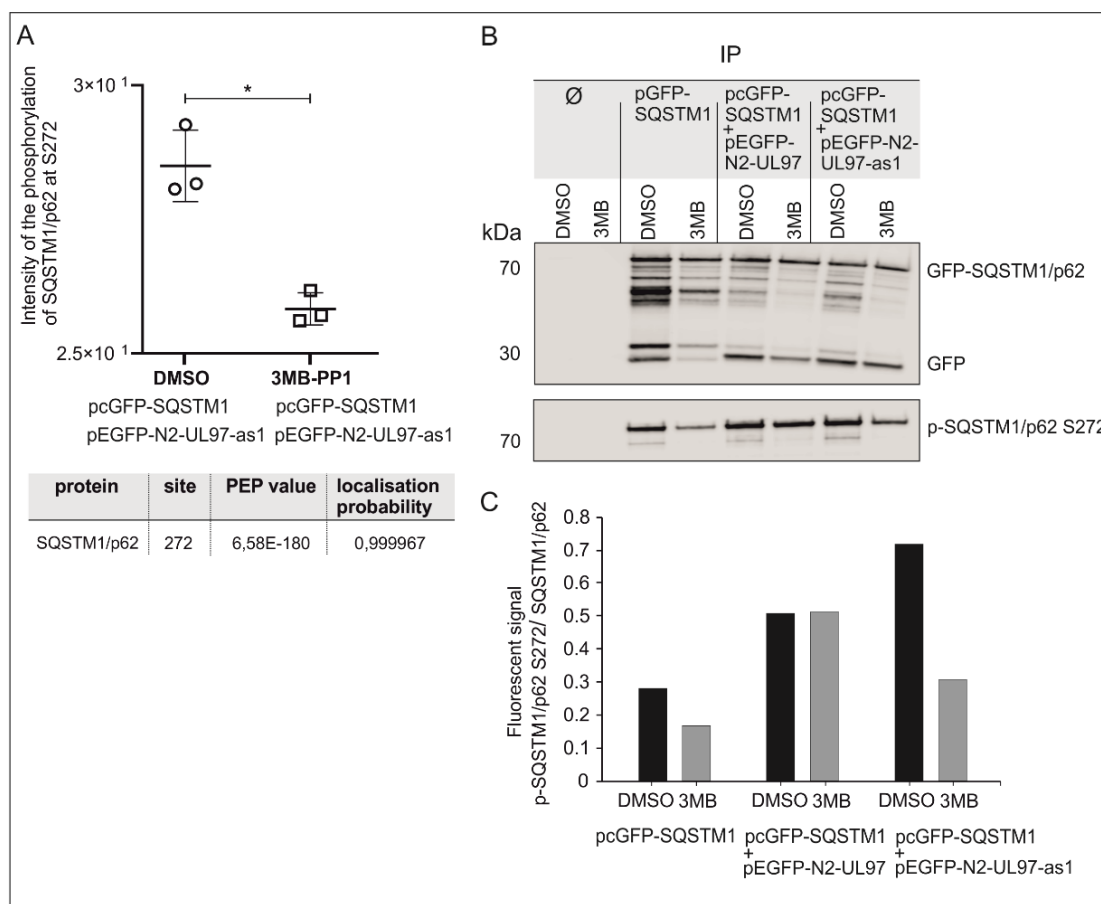 A
3×10 1
*
Intensity of the phosphorylation
of SQSTM1/p62 at S272
2.5×10 1
DMSO 3MB-PP1
pcGFP-SQSTM1 pcGFP-SQSTM1
pEGFP-N2-UL97-as1 pEGFP-N2-UL97-as1
protein site PEP value localisation
probability
SQSTM1/p62 272 6,58E-180 0,999967
B
IP
Ø pGFP- pcGFP- pcGFP-
SQSTM1 SQSTM1 SQSTM1
+ +
pEGFP- pEGFP-N2-
N2-UL97 UL97-as1
DMSO 3MB DMSO 3MB DMSO 3MB DMSO 3MB
kDa
70 GFP-SQSTM1/p62
30 GFP
70 p-SQSTM1/p62 S272
C
Fluorescent signal
p-SQSTM1/p62 S272/ SQSTM1/p62
0.8
0.7
0.6
0.5
0.4
0.3
0.2
0.1
0
DMSO 3MB DMSO 3MB DMSO 3MB
pcGFP-SQSTM1 pcGFP-SQSTM1 pcGFP-SQSTM1
+ +
pEGFP-N2-UL97 pEGFP-N2-UL97-as1